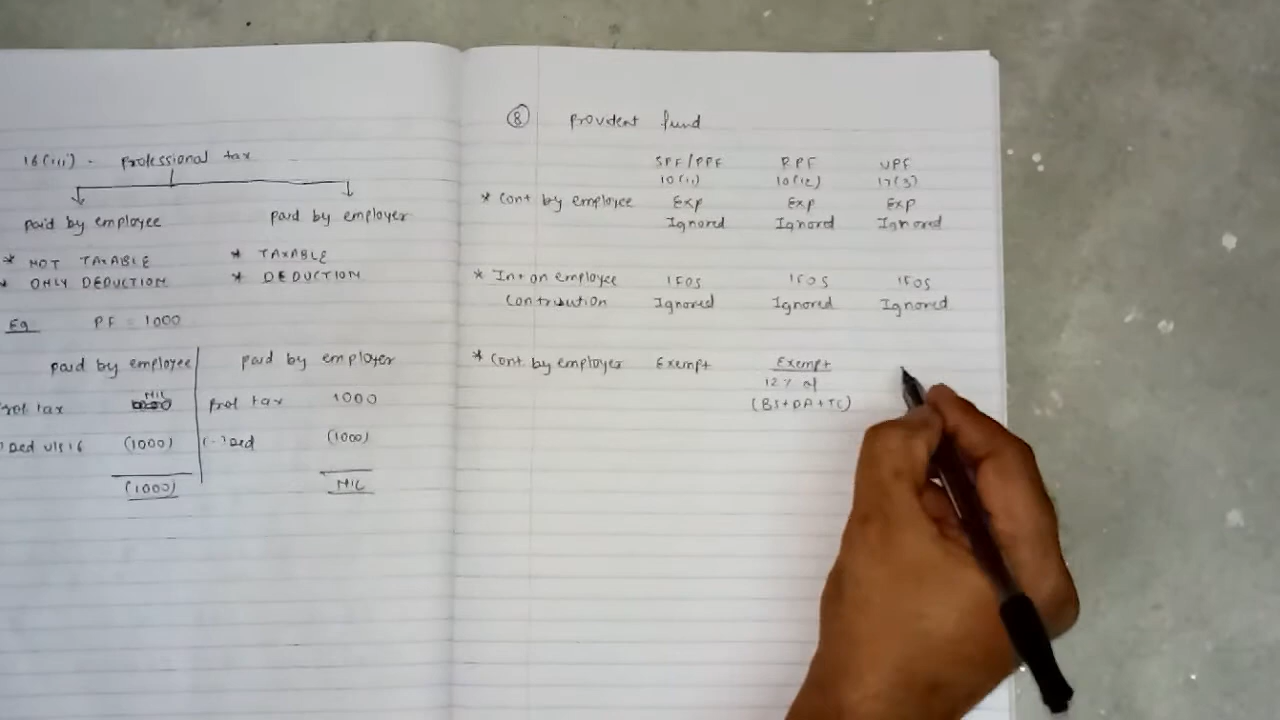 16(iii) - Professional tax
paid by employee
paid by employer
* NOT TAXABLE
* ONLY DEDUCTION
* TAXABLE
* DEDUCTION
Eg
PF = 1000
paid by employee
paid by employer
Prof tax NIL
Prof tax 1000
Ded u/s 16 (1000)
(-) Ded (1000)
(1000)
NIL
8 Provident fund
SPF/PPF RPF UPF
10(11) 10(12) 17(3)
* Cont by employee Exp Exp Exp
Ignored Ignored Ignored
* Int on employee IFOS IFOS IFOS
Contribution Ignored Ignored Ignored
* Cont. by employer Exempt Exempt
12% of
(BS+DA+TC)